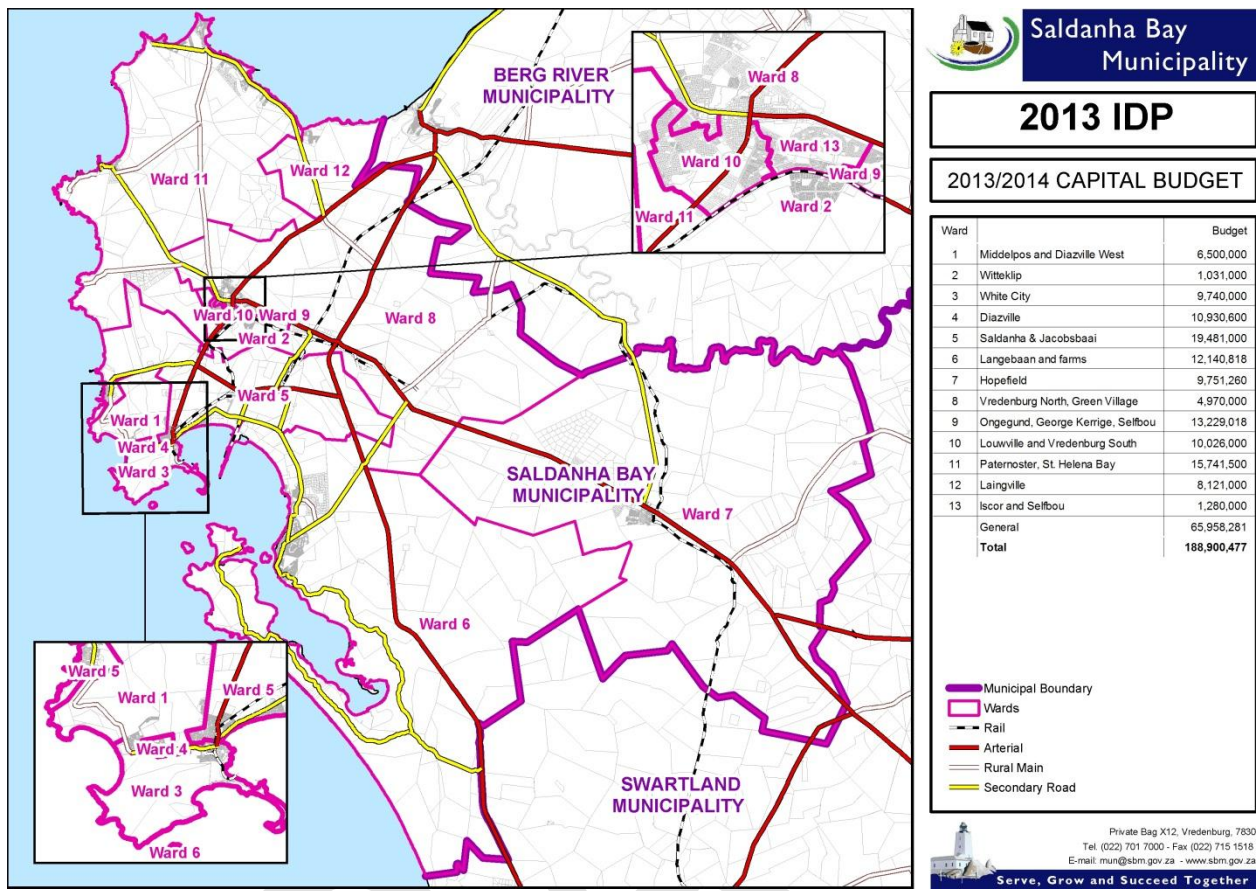 BERG RIVER
MUNICIPALITY
Ward 12
Ward 11
Ward 10
Ward 9
Ward 2
Ward 8
Ward 5
Ward 1
Ward 4
Ward 3
SALDANHA BAY
MUNICIPALITY
Ward 7
Ward 6
SWARTLAND
MUNICIPALITY
Ward 8
Ward 13
Ward 10
Ward 9
Ward 2
Ward 11
Ward 5
Ward 1
Ward 5
Ward 4
Ward 3
Ward 6
Saldanha Bay
Municipality
2013 IDP
2013/2014 CAPITAL BUDGET
Ward Budget
1 Middelpos and Diazville West 6,500,000
2 Witteklip 1,031,000
3 White City 9,740,000
4 Diazville 10,930,600
5 Saldanha & Jacobsbaai 19,481,000
6 Langebaan and farms 12,140,818
7 Hopefield 9,751,260
8 Vredenburg North, Green Village 4,970,000
9 Ongegund, George Kerrige, Selfbou 13,229,018
10 Louwville and Vredenburg South 10,026,000
11 Paternoster, St. Helena Bay 15,741,500
12 Laingville 8,121,000
13 Iscor and Selfbou 1,280,000
General 65,958,281
Total 188,900,477
Municipal Boundary
Wards
Rail
Arterial
Rural Main
Secondary Road
Private Bag X12, Vredenburg, 7830
Tel. (022) 701 7000 - Fax (022) 715 1518
E-mail: mun@sbm.gov.za - www.sbm.gov.za
Serve, Grow and Succeed Together